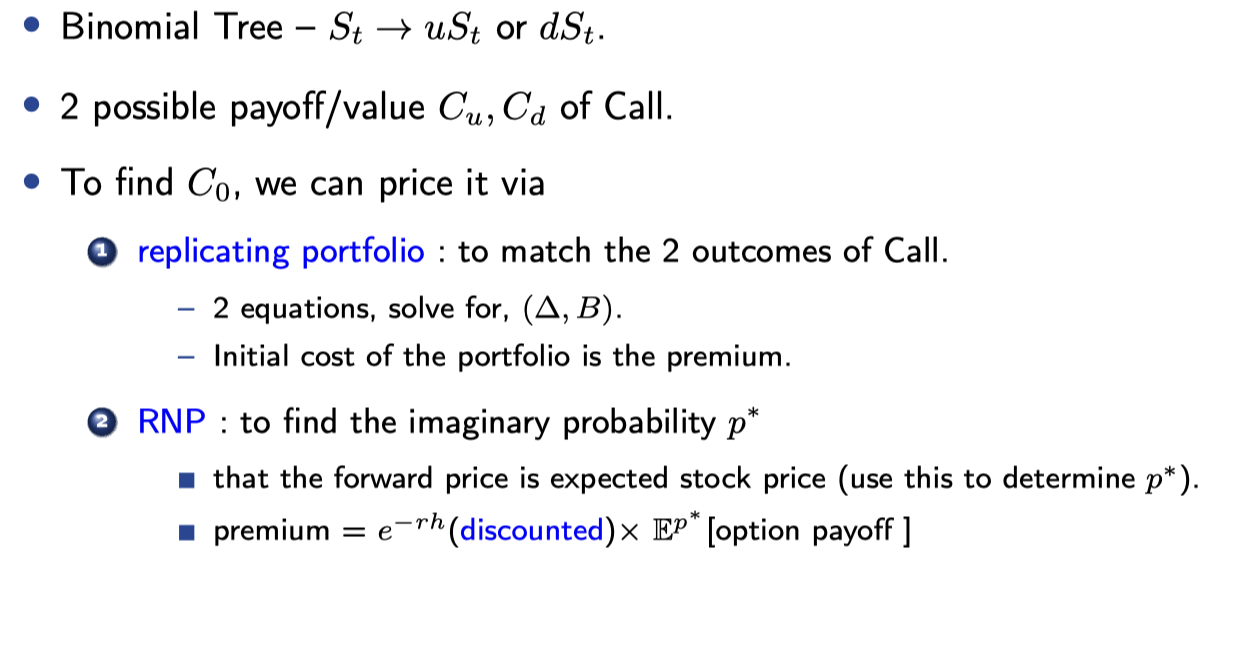 • Binomial Tree – $S_t \to uS_t$ or $dS_t$.
• 2 possible payoff/value $C_u, C_d$ of Call.
• To find $C_0$, we can price it via
1 replicating portfolio : to match the 2 outcomes of Call.
– 2 equations, solve for, $(\Delta, B)$.
– Initial cost of the portfolio is the premium.
2 RNP : to find the imaginary probability $p^*$
■ that the forward price is expected stock price (use this to determine $p^*$).
■ premium = $e^{-rh}$(discounted)× $\mathbb{E}^{p^*}$[option payoff ]